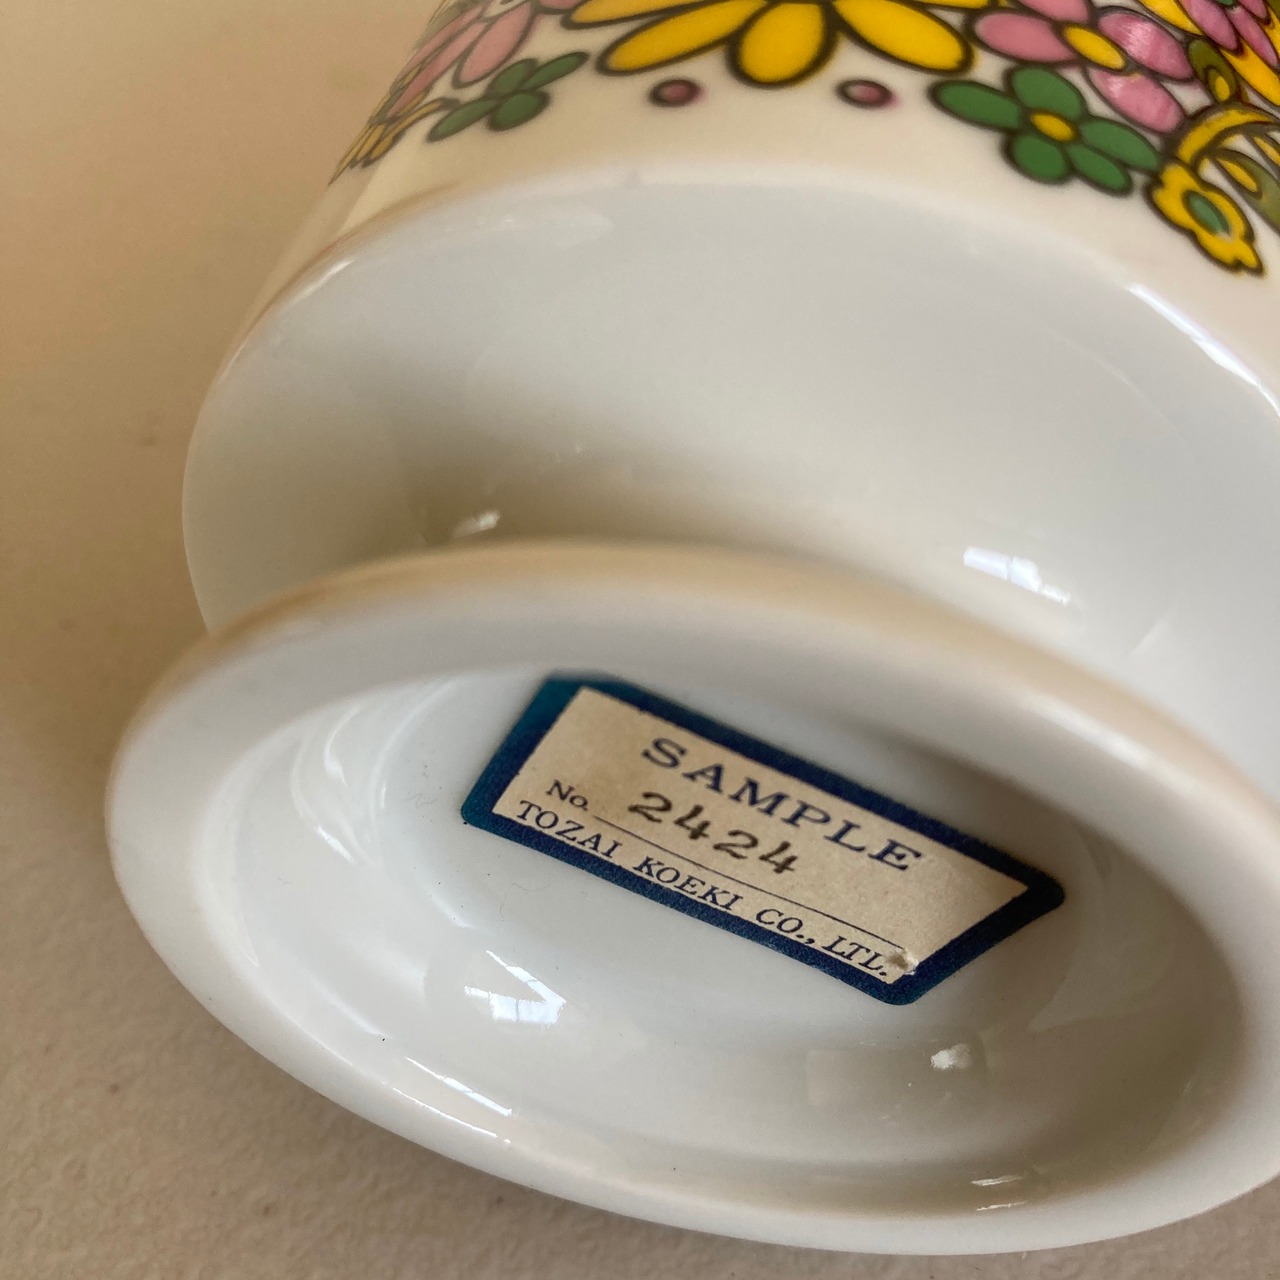 SAMPLE
No. 2424
TOZAI KOEKI CO., LTL.